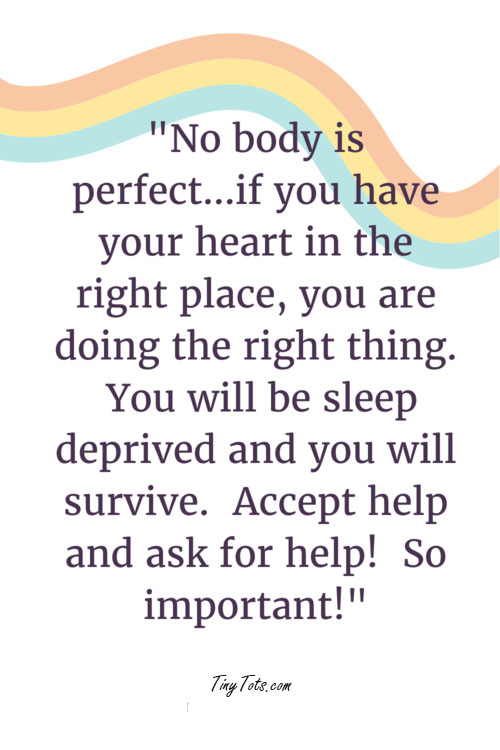 "No body is
perfect...if you have
your heart in the
right place, you are
doing the right thing.
You will be sleep
deprived and you will
survive.  Accept help
and ask for help!  So
important!"
TinyTots.com